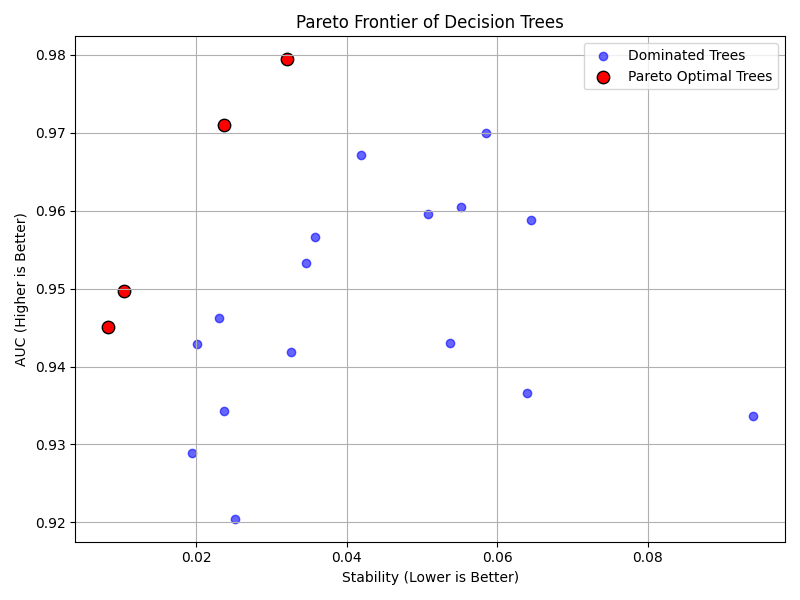 Pareto Frontier of Decision Trees
Dominated Trees
Pareto Optimal Trees
AUC (Higher is Better)
0.98
0.97
0.96
0.95
0.94
0.93
0.92
0.02 0.04 0.06 0.08
Stability (Lower is Better)